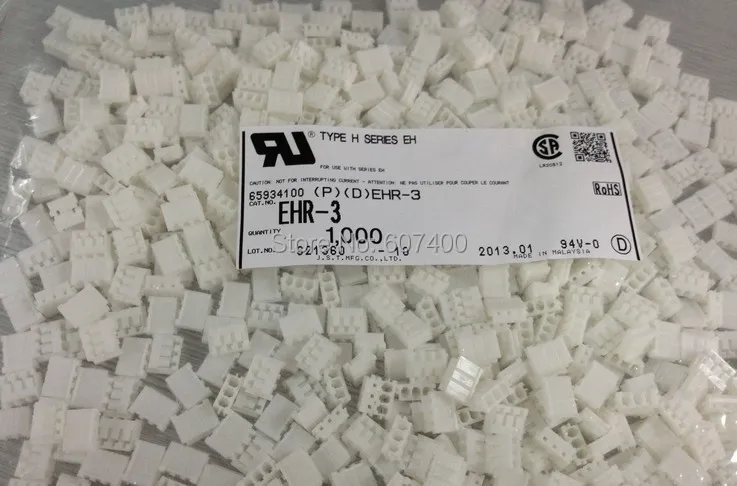 ® TYPE H SERIES EH
FOR USE WITH SERIES EH
CAUTION: NOT FOR INTERRUPTING CURRENT - ATTENTION: NE PAS UTILISER POUR COUPER LE COURANT
LR20812
RoHS
65934100 (P)(D)EHR-3
CAT.NO. EHR-3
QUANTITY 1,000
Store No.:607400
LOT.NO. 2013.01 94V-0 D
J.S.T.MFG.CO.,LTD. MADE IN MALAYSIA